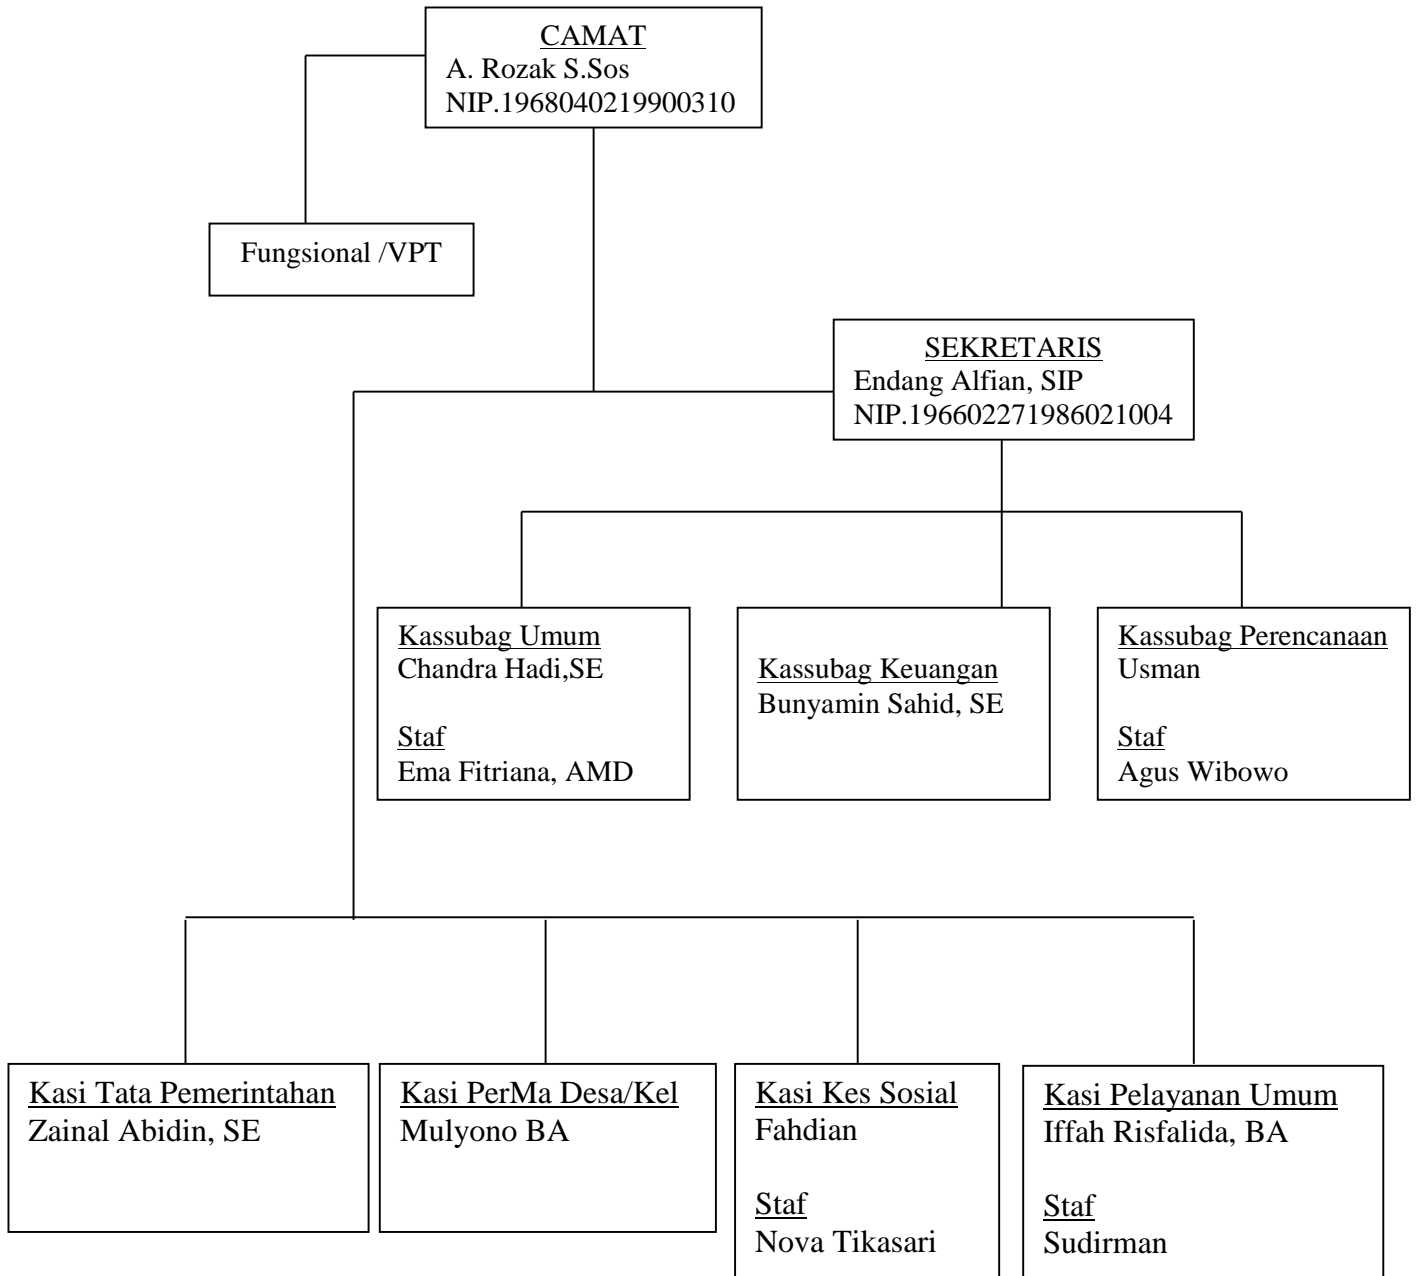 CAMAT
A. Rozak S.Sos
NIP.1968040219900310
Fungsional /VPT
SEKRETARIS
Endang Alfian, SIP
NIP.196602271986021004
Kassubag Umum
Chandra Hadi,SE
Staf
Ema Fitriana, AMD
Kassubag Keuangan
Bunyamin Sahid, SE
Kassubag Perencanaan
Usman
Staf
Agus Wibowo
Kasi Tata Pemerintahan
Zainal Abidin, SE
Kasi PerMa Desa/Kel
Mulyono BA
Kasi Kes Sosial
Fahdian
Staf
Nova Tikasari
Kasi Pelayanan Umum
Iffah Risfalida, BA
Staf
Sudirman